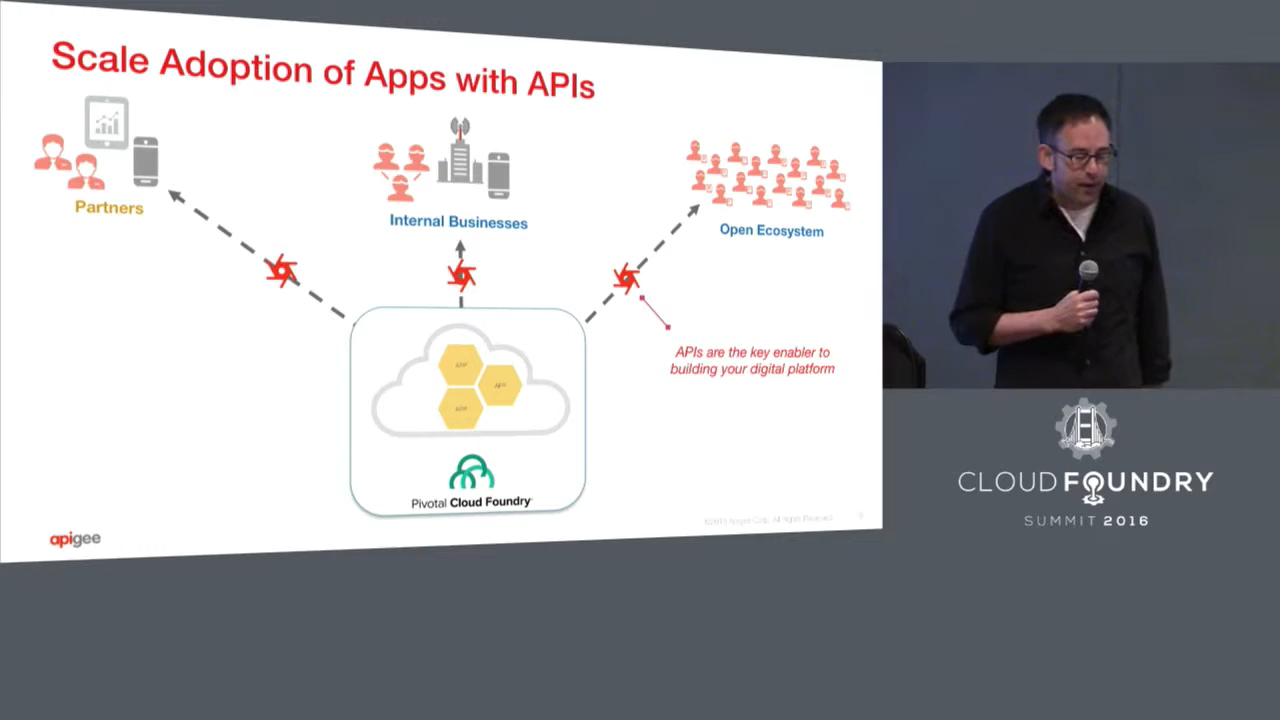 Scale Adoption of Apps with APIs
Partners
Internal Businesses
Open Ecosystem
APIs are the key enabler to
building your digital platform
Pivotal Cloud Foundry
apigee
CLOUD FOUNDRY
SUMMIT 2016